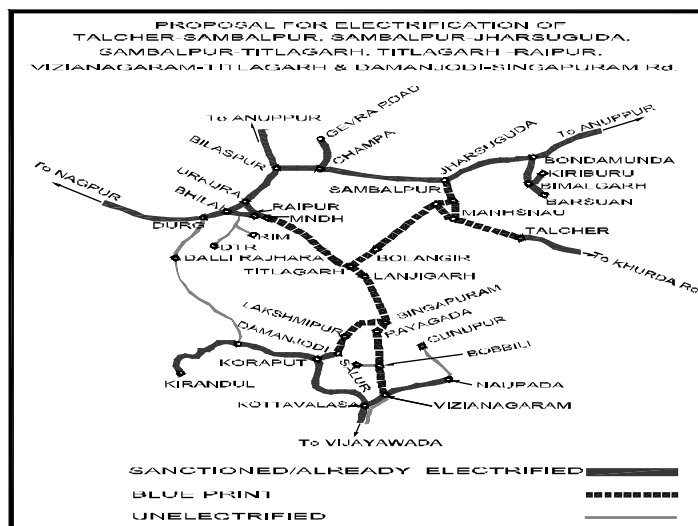 PROPOSAL FOR ELECTRIFICATION OF
TALCHER-SAMBALPUR, SAMBALPUR-JHARSUGUDA,
SAMBALPUR-TITLAGARH, TITLAGARH -RAIPUR,
VIZIANAGARAM-TITLAGARH & DAMANJODI-SINGAPURAM Rd.
To ANUPPUR
GEVRA ROAD
To ANUPPUR
BILASPUR
CHAMPA
JHARSUGUDA
BONDAMUNDA
KIRIBURU
BIMALGARH
BARSUAN
To NAGPUR
URKURA
BHILAI
RAIPUR
MNDH
DURG
SAMBALPUR
MANHSNAU
TALCHER
To KHURDA Rd
RIM
DTR
DALLI RAJHARA
TITLAGARH
BOLANGIR
LANJIGARH
SINGAPURAM
RAYAGADA
LAKSHMIPUR
GUNUPUR
DAMANJODI
BOBBILI
KORAPUT
SALUR
KIRANDUL
NAUPADA
KOTTAVALASA
VIZIANAGARAM
To VIJAYAWADA
SANCTIONED/ALREADY ELECTRIFIED
BLUE PRINT
UNELECTRIFIED